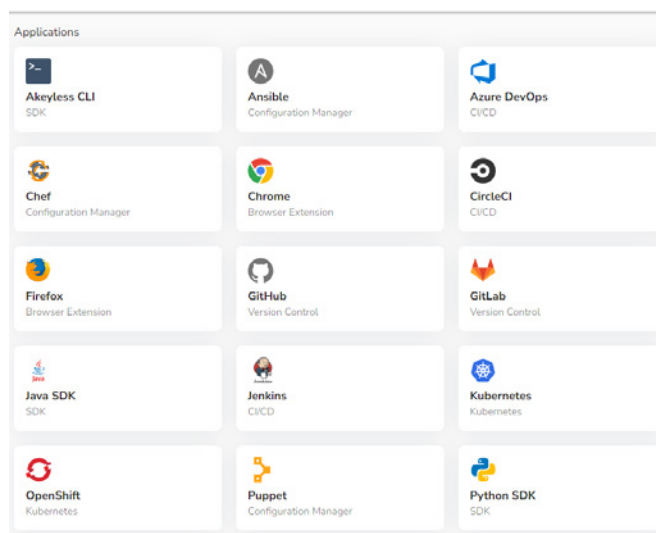 Applications
Akeyless CLI
SDK
Ansible
Configuration Manager
Azure DevOps
CI/CD
Chef
Configuration Manager
Chrome
Browser Extension
CircleCI
CI/CD
Firefox
Browser Extension
GitHub
Version Control
GitLab
Version Control
Java
Java SDK
SDK
Jenkins
CI/CD
Kubernetes
Kubernetes
OpenShift
Kubernetes
Puppet
Configuration Manager
Python SDK
SDK